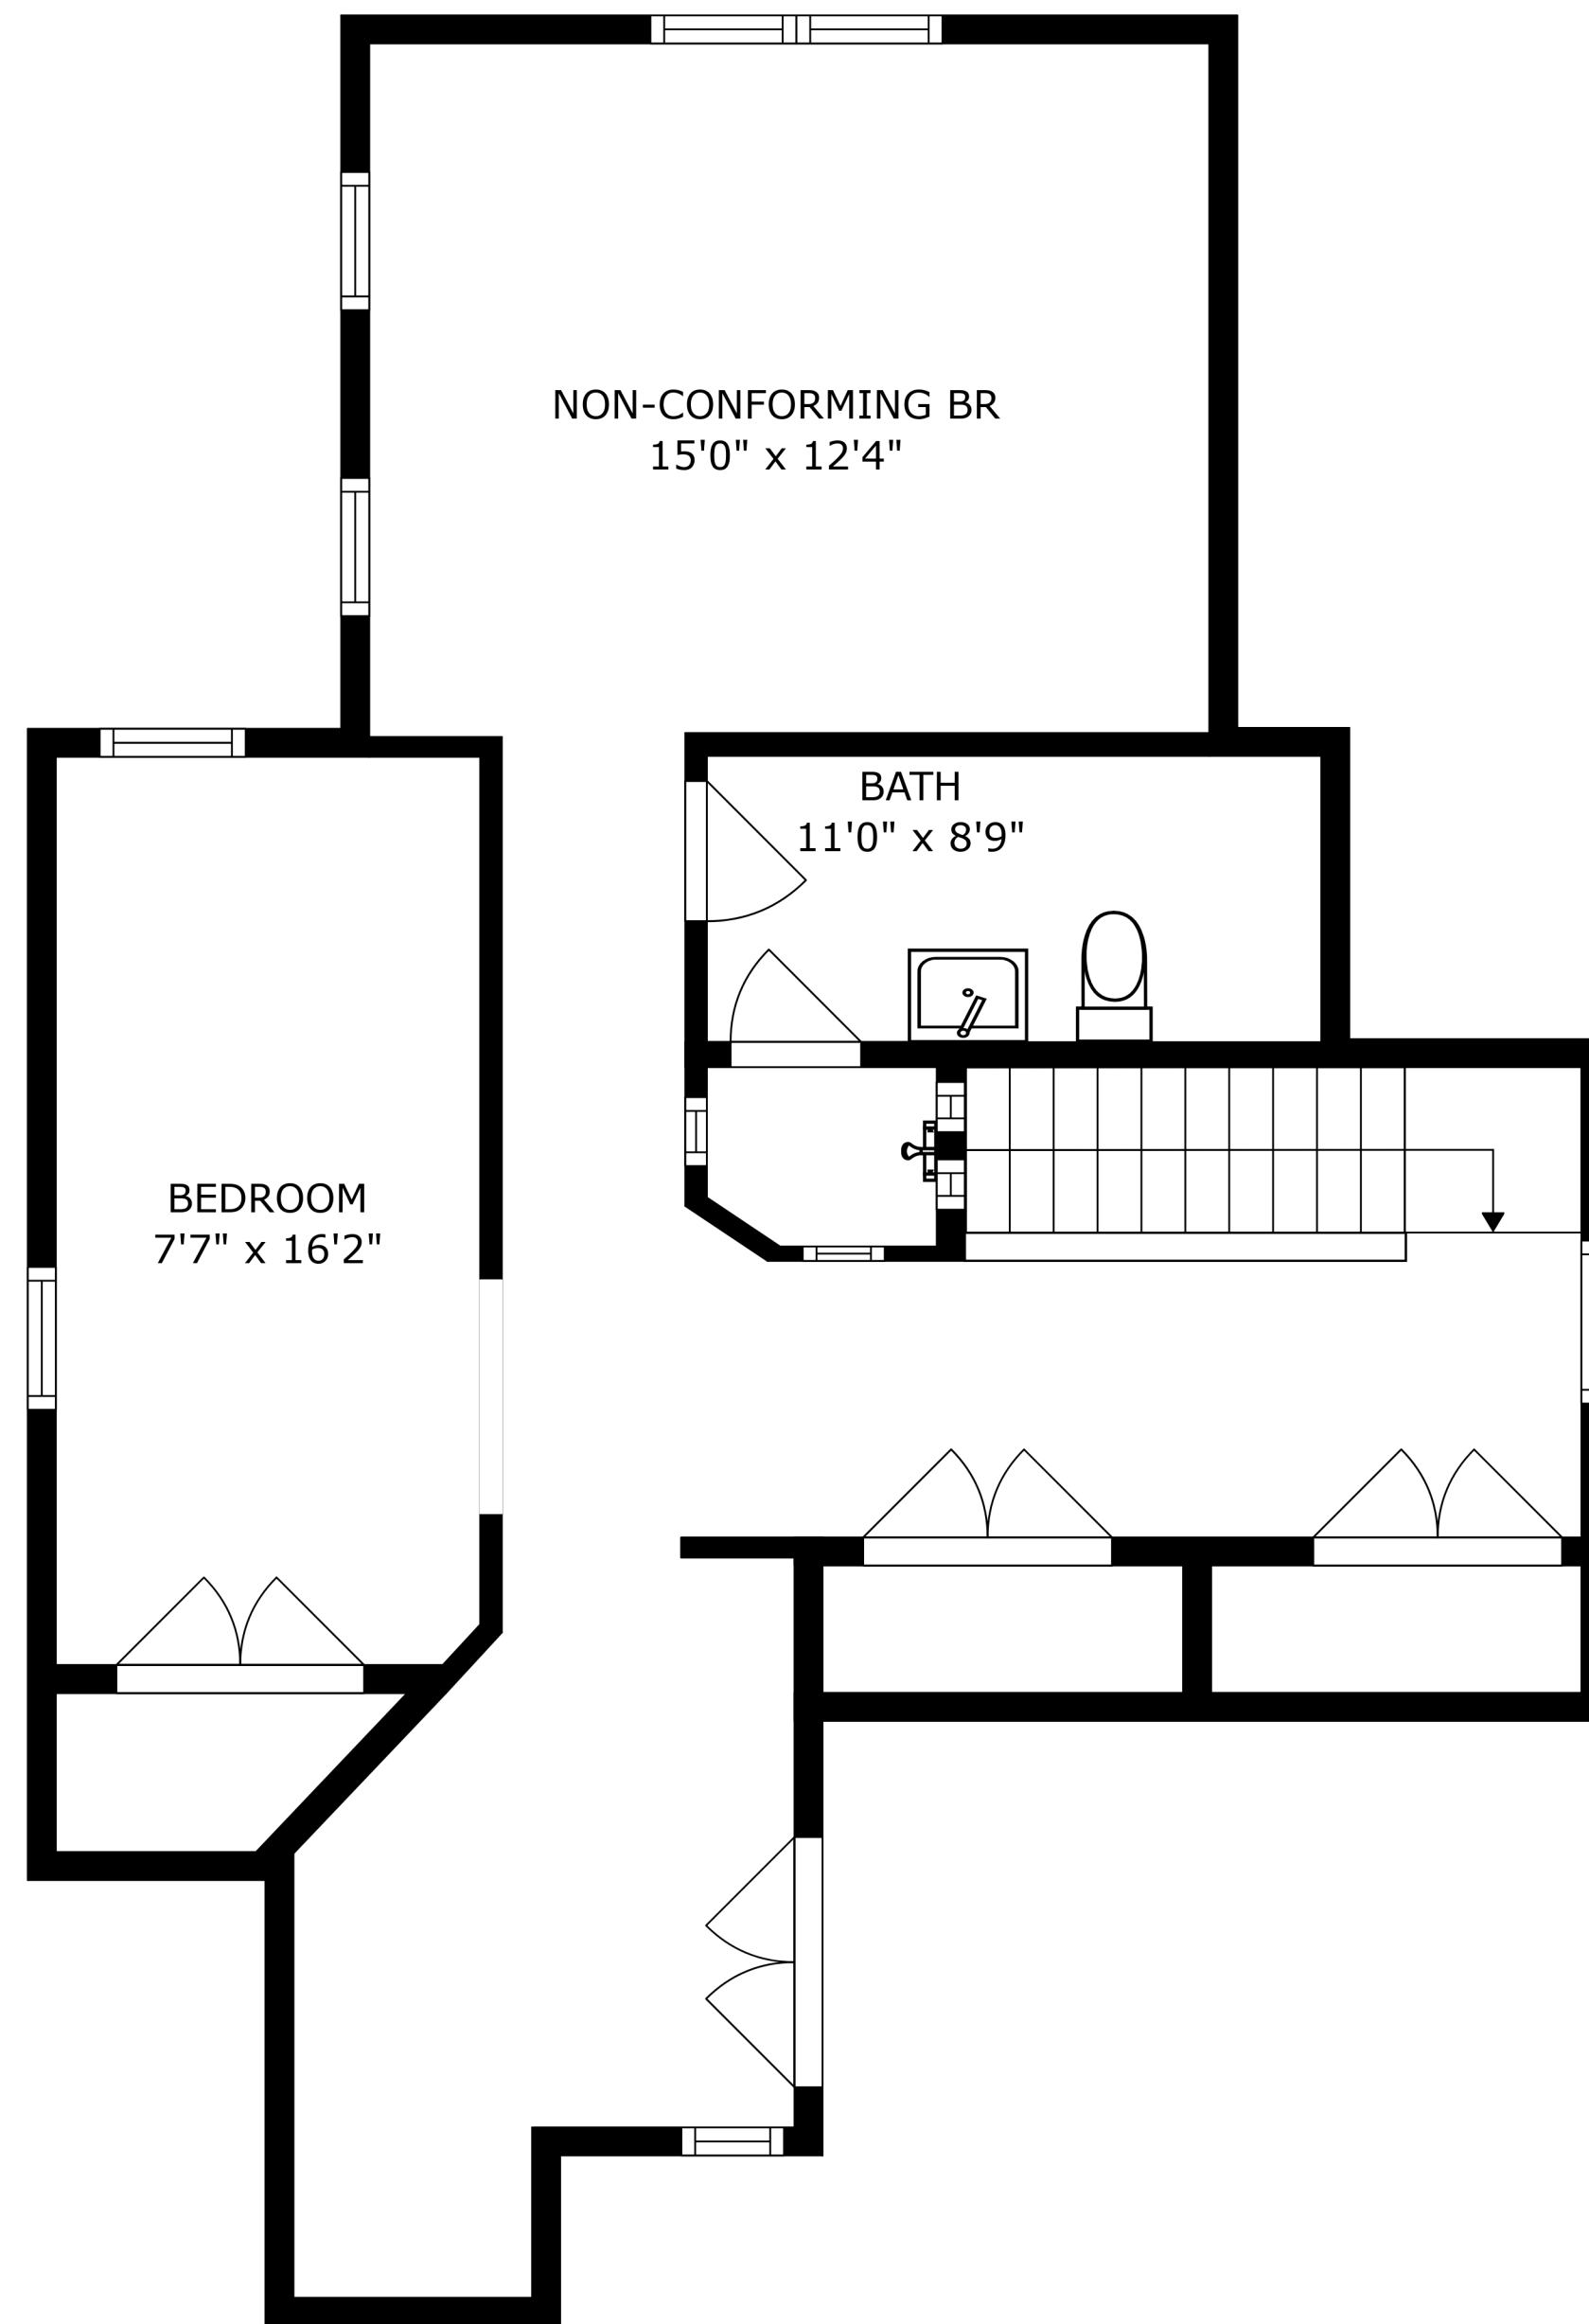 NON-CONFORMING BR
15'0" x 12'4"
BATH
11'0" x 8'9"
BEDROOM
7'7" x 16'2"